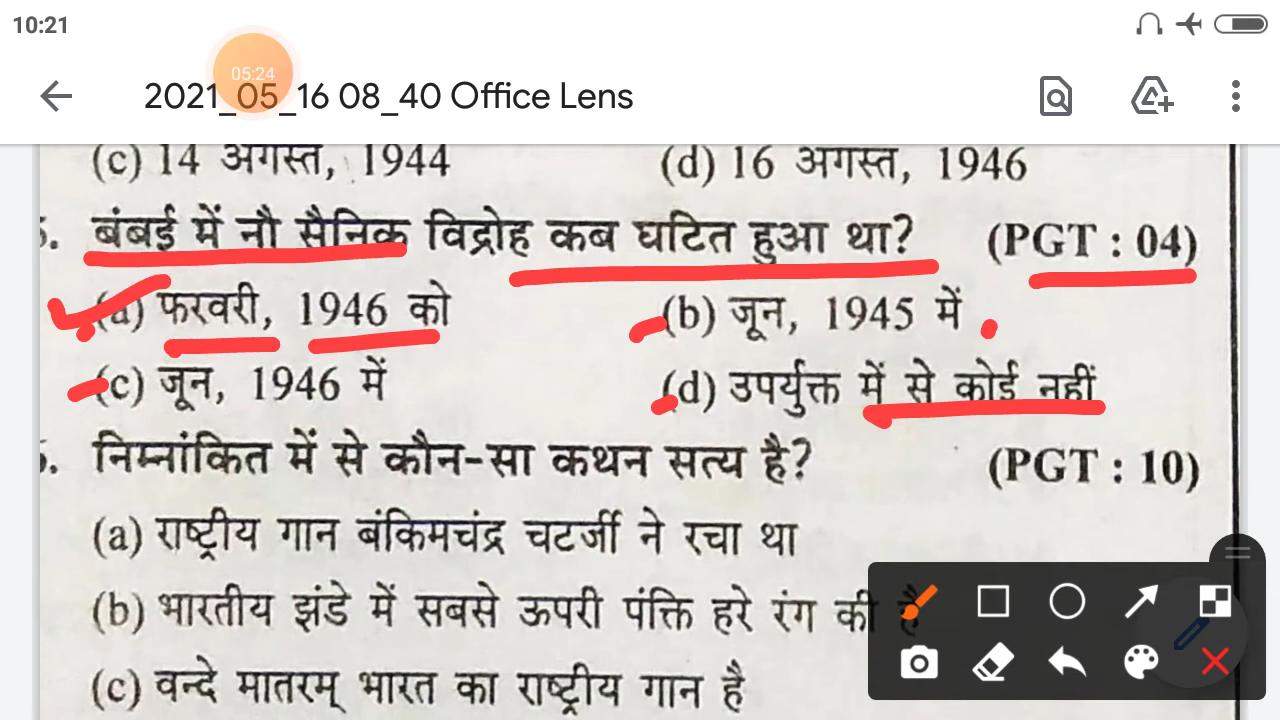 10:21
05:24
2021_05_16 08_40 Office Lens
(c) 14 अगस्त, 1944 (d) 16 अगस्त, 1946
5. बंबई में नौ सैनिक विद्रोह कब घटित हुआ था? (PGT : 04)
(a) फरवरी, 1946 को (b) जून, 1945 में
(c) जून, 1946 में (d) उपर्युक्त में से कोई नहीं
निम्नांकित में से कौन-सा कथन सत्य है? (PGT : 10)
(a) राष्ट्रीय गान बंकिमचंद्र चटर्जी ने रचा था
(b) भारतीय झंडे में सबसे ऊपरी पंक्ति हरे रंग की है
(c) वन्दे मातरम् भारत का राष्ट्रीय गान है